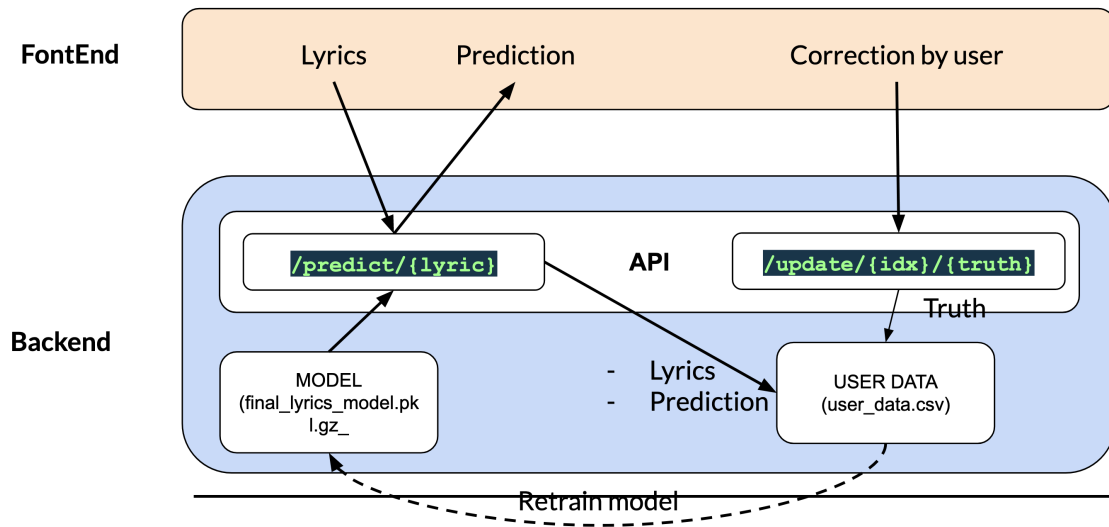 FontEnd
Lyrics
Prediction
Correction by user
/predict/{lyric}
API
/update/{idx}/{truth}
Truth
Backend
MODEL
(final_lyrics_model.pk
l.gz_
- Lyrics
- Prediction
USER DATA
(user_data.csv)
Retrain model